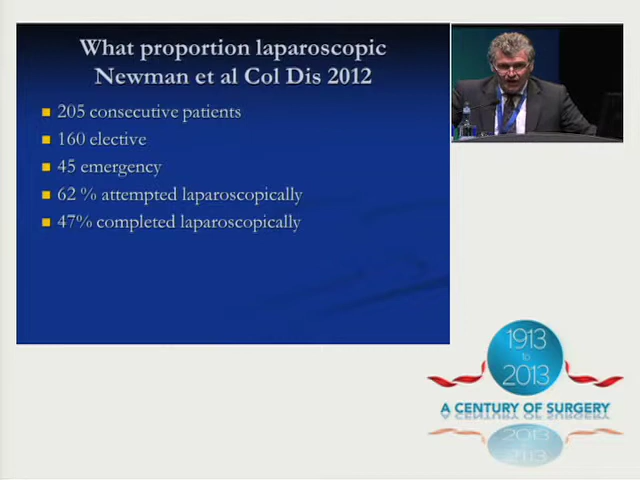 What proportion laparoscopic
Newman et al Col Dis 2012
205 consecutive patients
160 elective
45 emergency
62 % attempted laparoscopically
47% completed laparoscopically
1913
to
2013
A CENTURY OF SURGERY